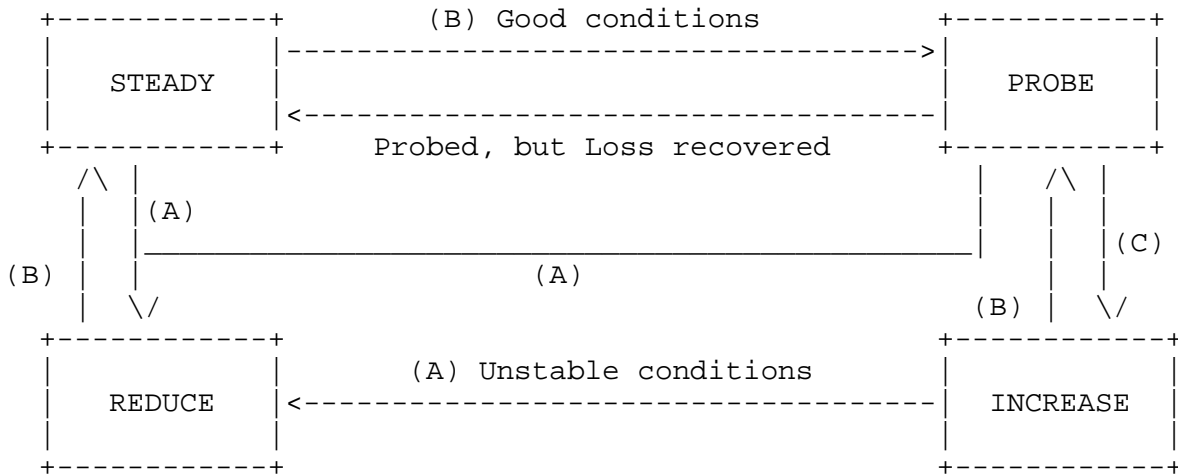 (B) Good conditions
STEADY PROBE
Probed, but Loss recovered
(A)
(C)
(B) (A)
(B)
(A) Unstable conditions
REDUCE INCREASE